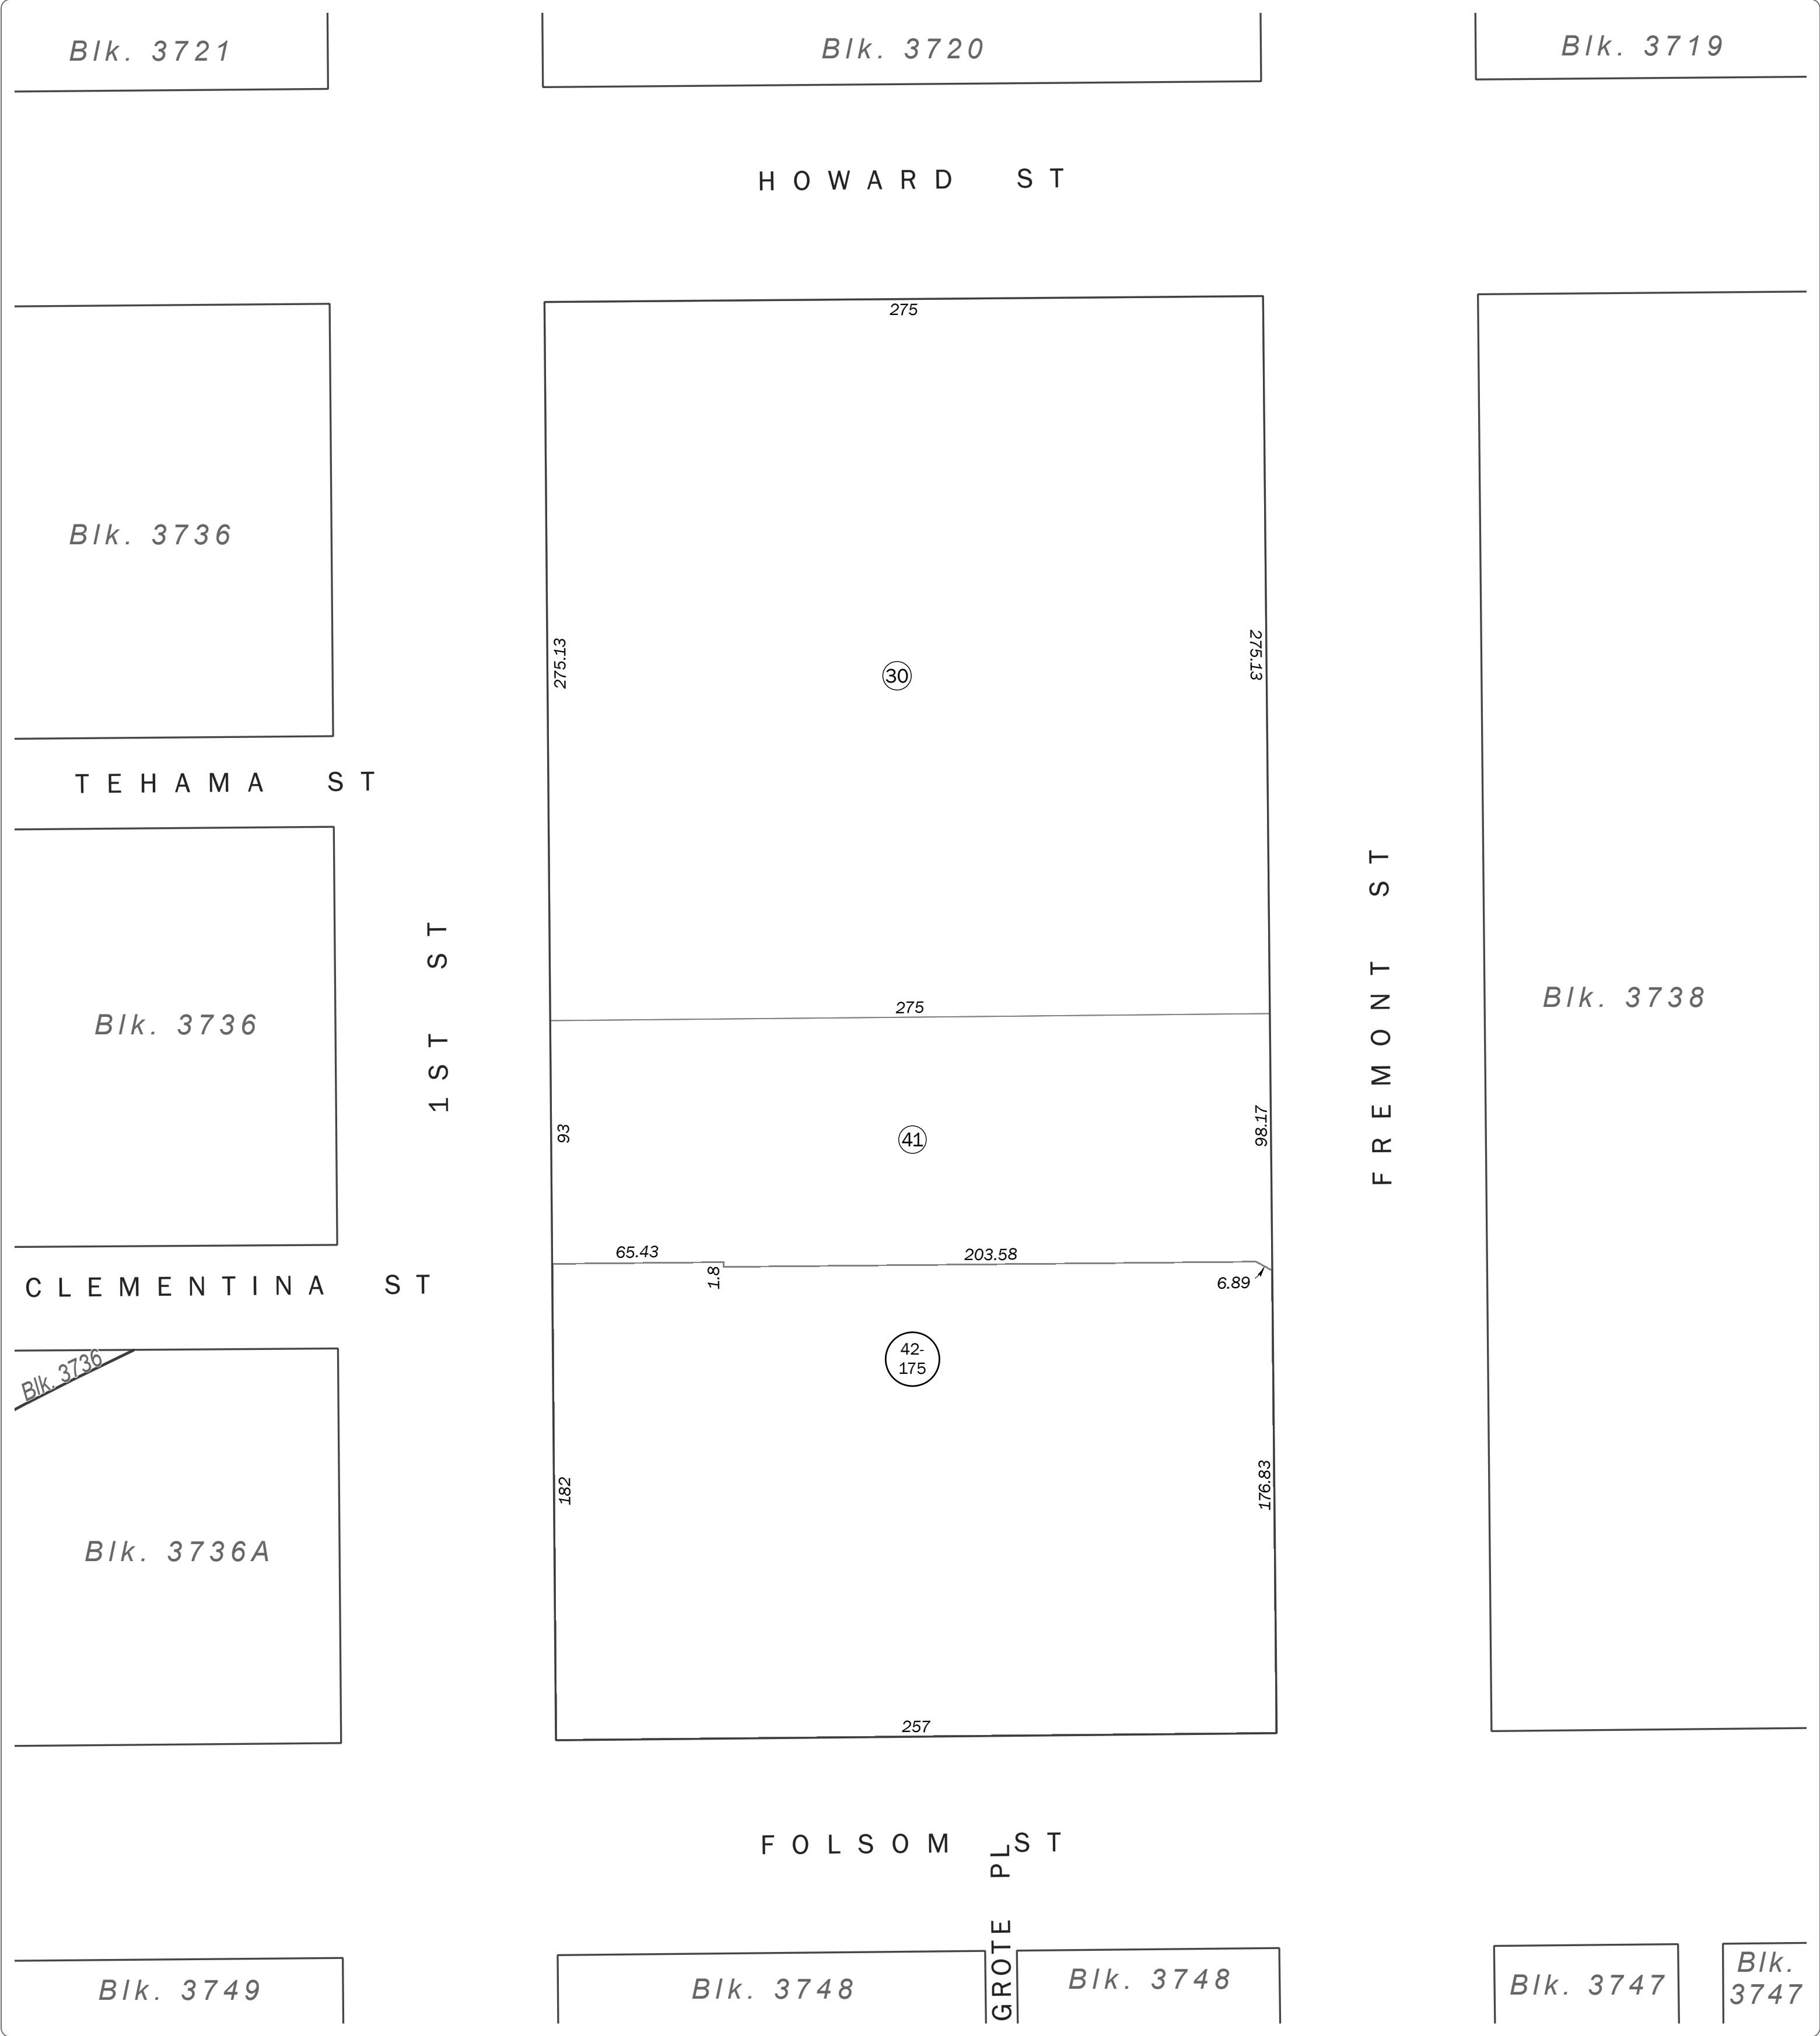 Blk. 3721
Blk. 3720
Blk. 3719
HOWARD ST
275
Blk. 3736
275.13
275.13
30
TEHAMA ST
1ST ST
FREMONT ST
Blk. 3738
275
Blk. 3736
93
98.17
41
65.43
1.8
203.58
6.89
CLEMENTINA ST
Blk. 3736
42-
175
182
176.83
Blk. 3736A
257
FOLSOM ST
GROTE PL
Blk. 3749
Blk. 3748
Blk. 3748
Blk. 3747
Blk.
3747